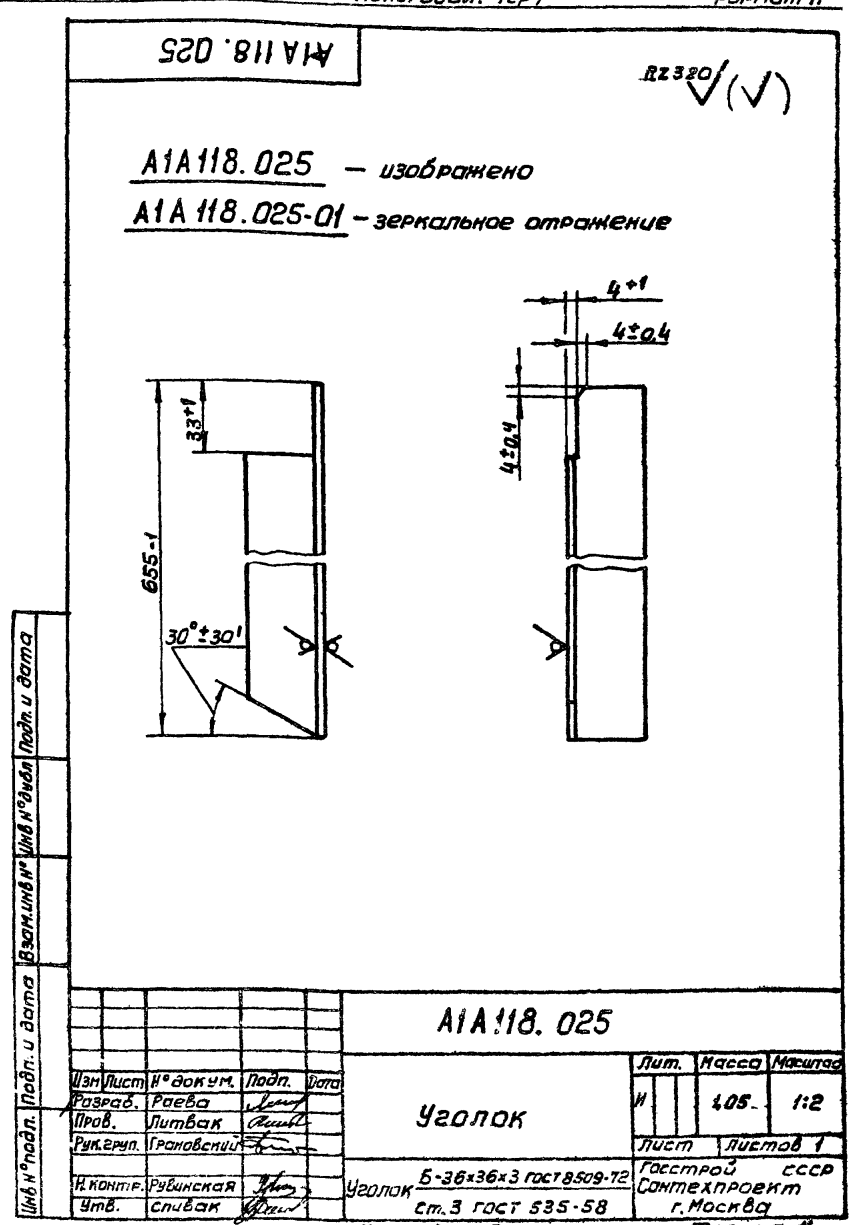 А1А118.025
RZ320 (√)
А1А118.025 – изображено
А1А118.025-01 – зеркальное отражение
4+1
4±0,4
33+1
4±0,4
655-1
30°±30'
Подп. и дата
Инв N°дубл
Взам.инв N°
Подп. и дата
Инв N°подл.
А1А118.025
Изм Лист N°докум. Подп. Дата
Разраб. Раева
Пров. Литвак
Рук.груп. Грановский
Н.контр. Рубинская
Утв. Спивак
Уголок
Лит. Масса Масштаб
И 1,05 1:2
Лист Листов 1
Уголок Б-36х36х3 ГОСТ 8509-72
Ст.3 ГОСТ 535-58
Госстрой СССР
Сантехпроект
г.Москва